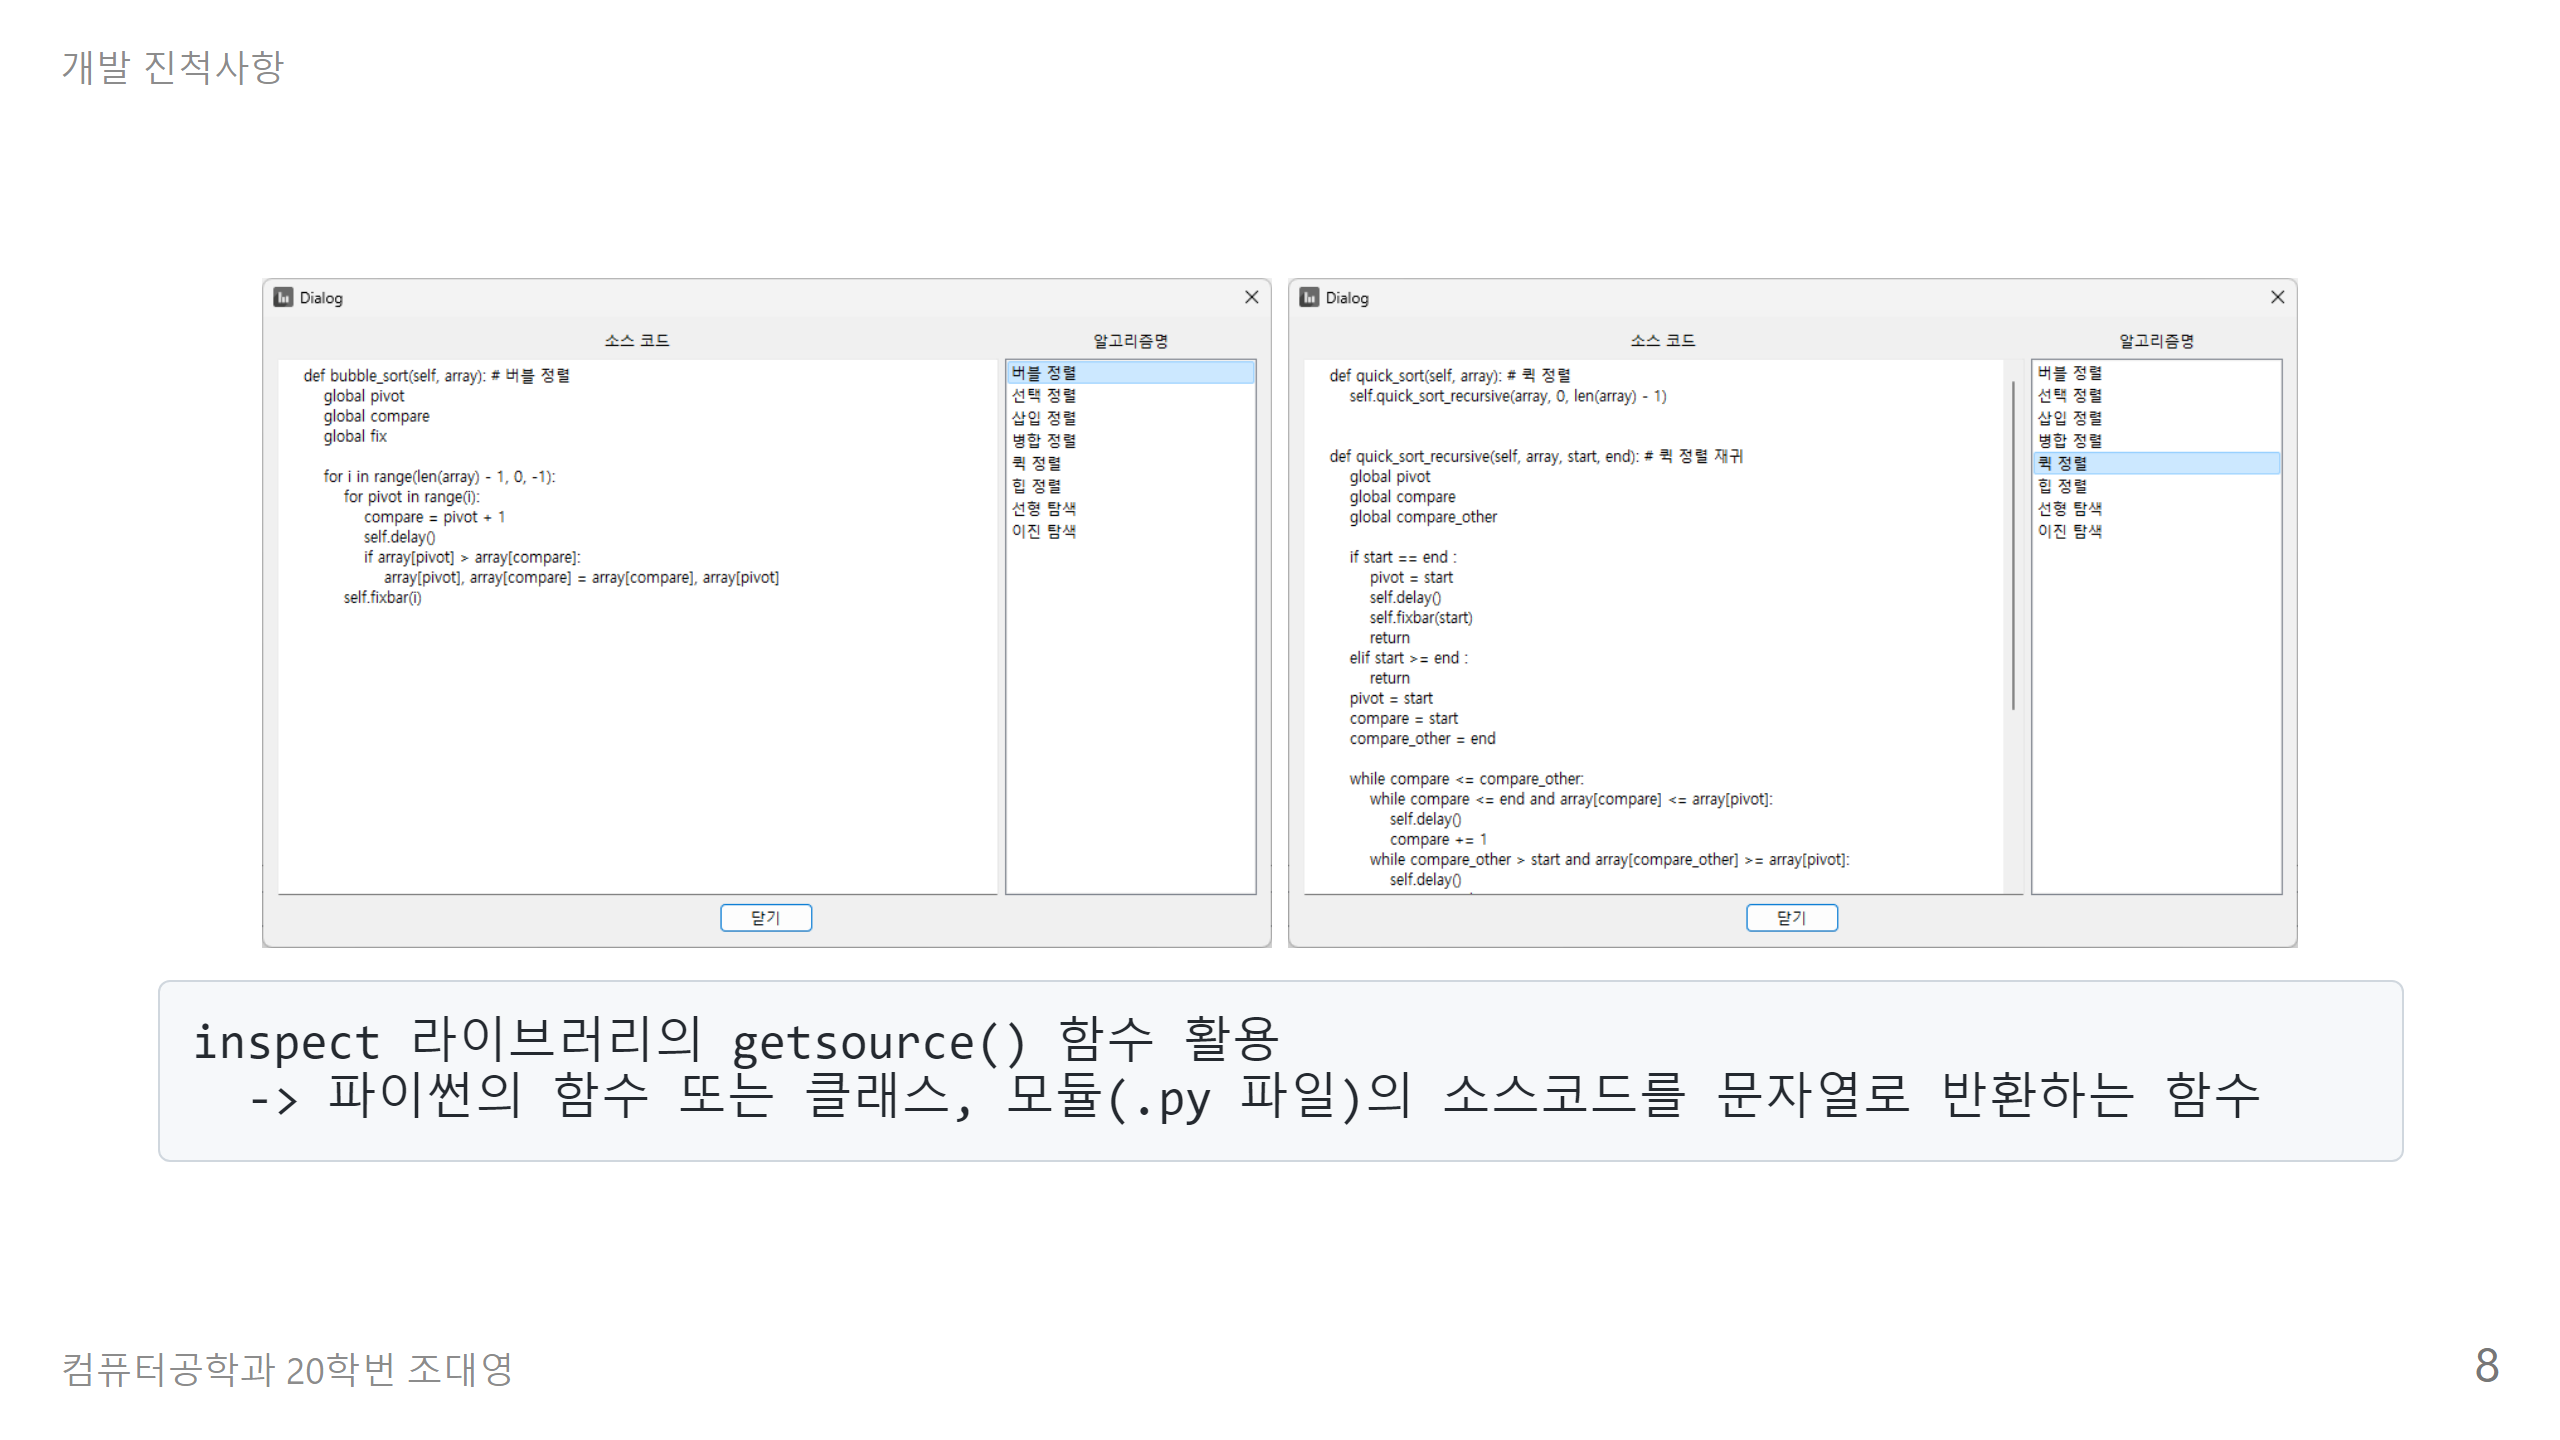 개발 진척사항
Dialog
소스 코드
알고리즘명
def bubble_sort(self, array): # 버블 정렬
global pivot
global compare
global fix
for i in range(len(array) - 1, 0, -1):
for pivot in range(i):
compare = pivot + 1
self.delay()
if array[pivot] > array[compare]:
array[pivot], array[compare] = array[compare], array[pivot]
self.fixbar(i)
버블 정렬
선택 정렬
삽입 정렬
병합 정렬
퀵 정렬
힙 정렬
선형 탐색
이진 탐색
닫기
Dialog
소스 코드
알고리즘명
def quick_sort(self, array): # 퀵 정렬
self.quick_sort_recursive(array, 0, len(array) - 1)
def quick_sort_recursive(self, array, start, end): # 퀵 정렬 재귀
global pivot
global compare
global compare_other
if start == end :
pivot = start
self.delay()
self.fixbar(start)
return
elif start >= end :
return
pivot = start
compare = start
compare_other = end
while compare <= compare_other:
while compare <= end and array[compare] <= array[pivot]:
self.delay()
compare += 1
while compare_other > start and array[compare_other] >= array[pivot]:
self.delay()
버블 정렬
선택 정렬
삽입 정렬
병합 정렬
퀵 정렬
힙 정렬
선형 탐색
이진 탐색
닫기
inspect 라이브러리의 getsource() 함수 활용
-> 파이썬의 함수 또는 클래스, 모듈(.py 파일)의 소스코드를 문자열로 반환하는 함수
컴퓨터공학과 20학번 조대영
8